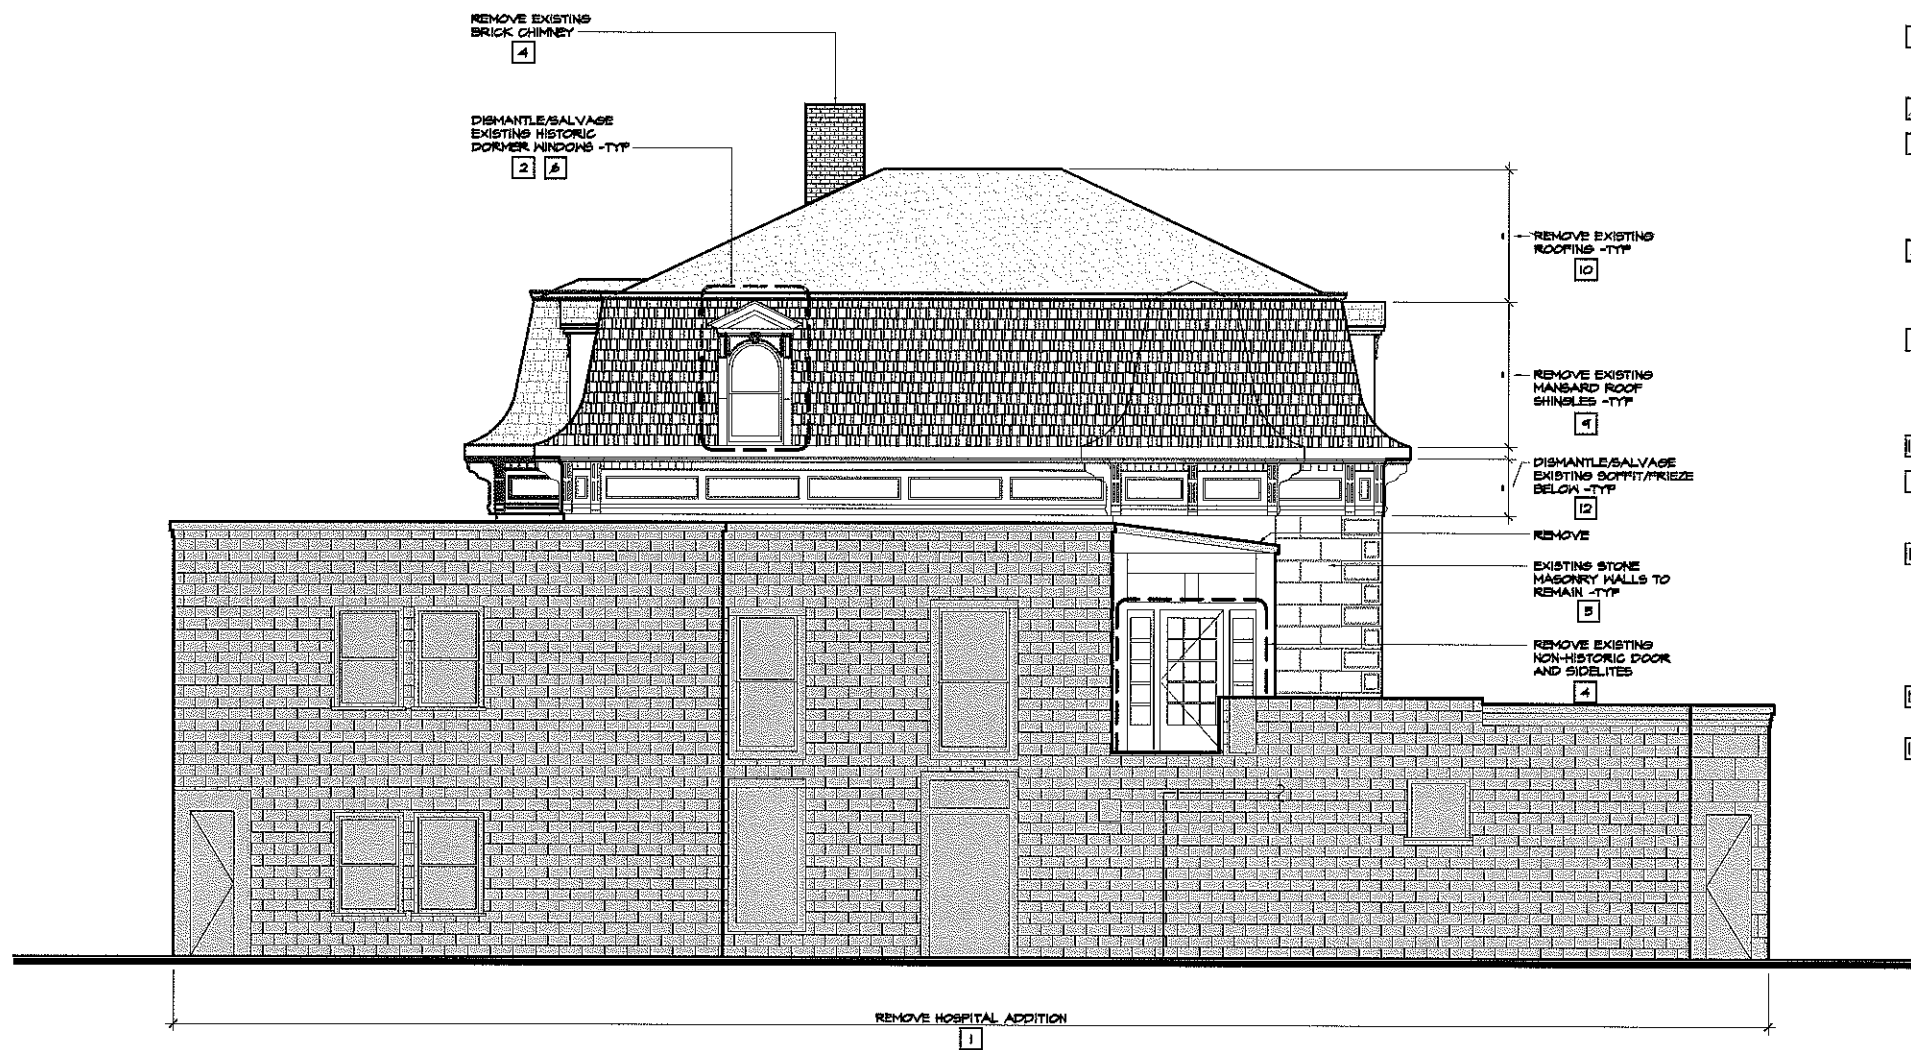 REMOVE EXISTING
BRICK CHIMNEY
4
DISMANTLE/SALVAGE
EXISTING HISTORIC
DORMER WINDOWS -TYP
2 6
REMOVE EXISTING
ROOFING -TYP
10
REMOVE EXISTING
MANSARD ROOF
SHINGLES -TYP
9
DISMANTLE/SALVAGE
EXISTING SOFFIT/FRIEZE
BELOW -TYP
12
REMOVE
EXISTING STONE
MASONRY WALLS TO
REMAIN -TYP
REMOVE EXISTING
NON-HISTORIC DOOR
AND SIDELITES
4
REMOVE HOSPITAL ADDITION
1